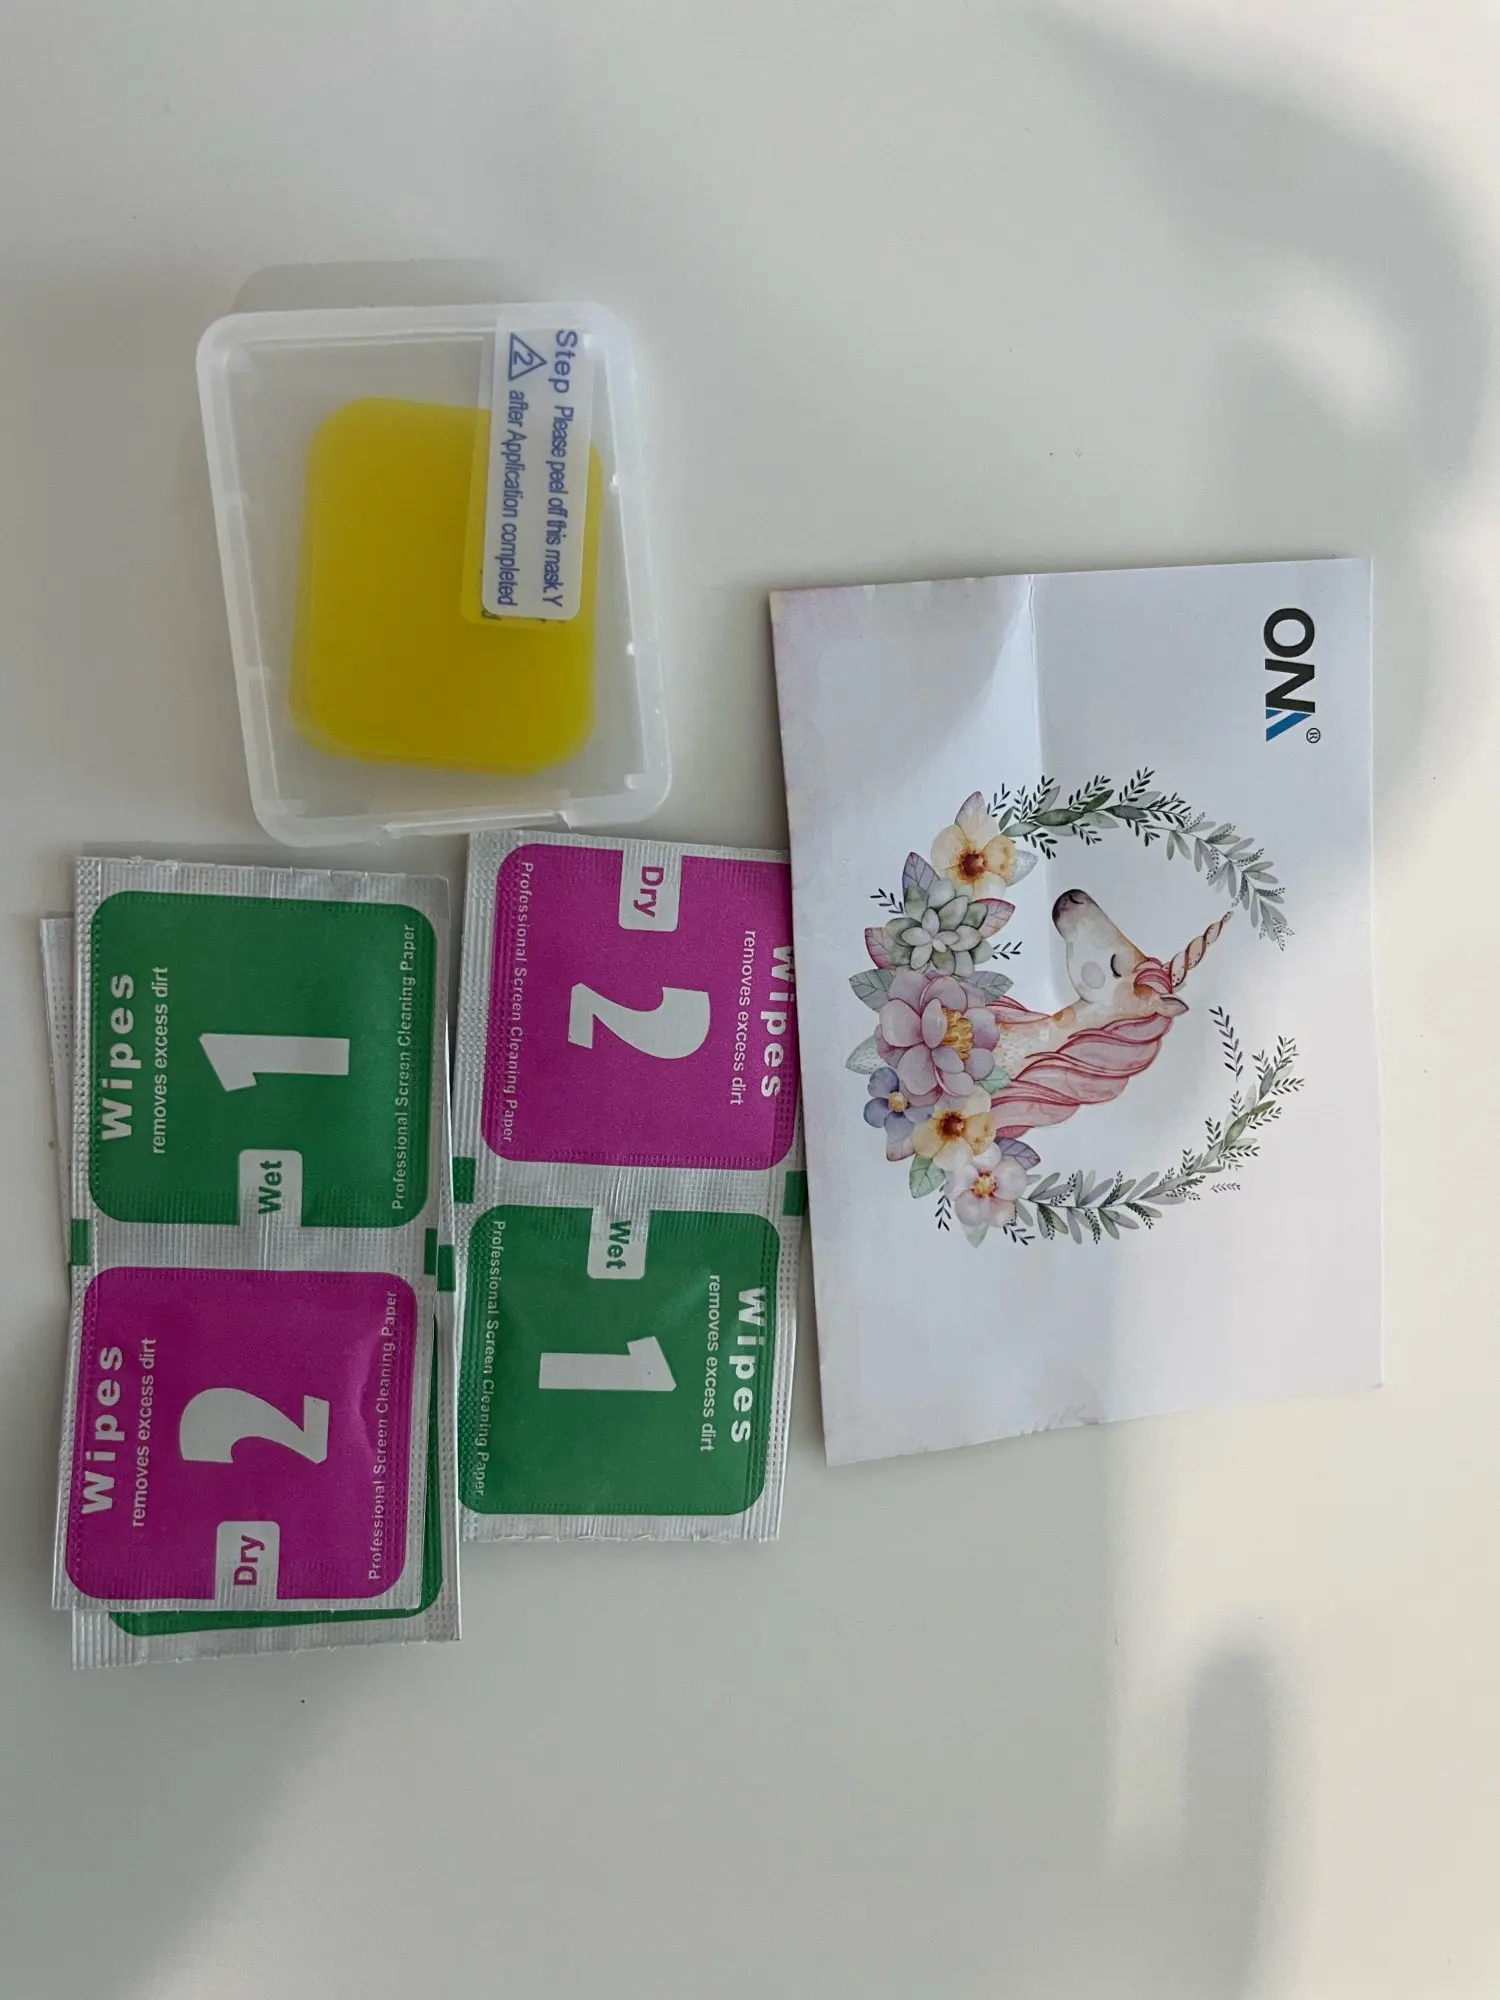 Step Please peel off this mask.Y
2 after Application completed
ONA®
Wipes
removes excess dirt
2
Dry
Professional Screen Cleaning Paper
Wipes
removes excess dirt
1
Wet
Professional Screen Cleaning Paper
Wipes
removes excess dirt
1
Wet
Professional Screen Cleaning Paper
Wipes
removes excess dirt
2
Dry
Professional Screen Cleaning Paper